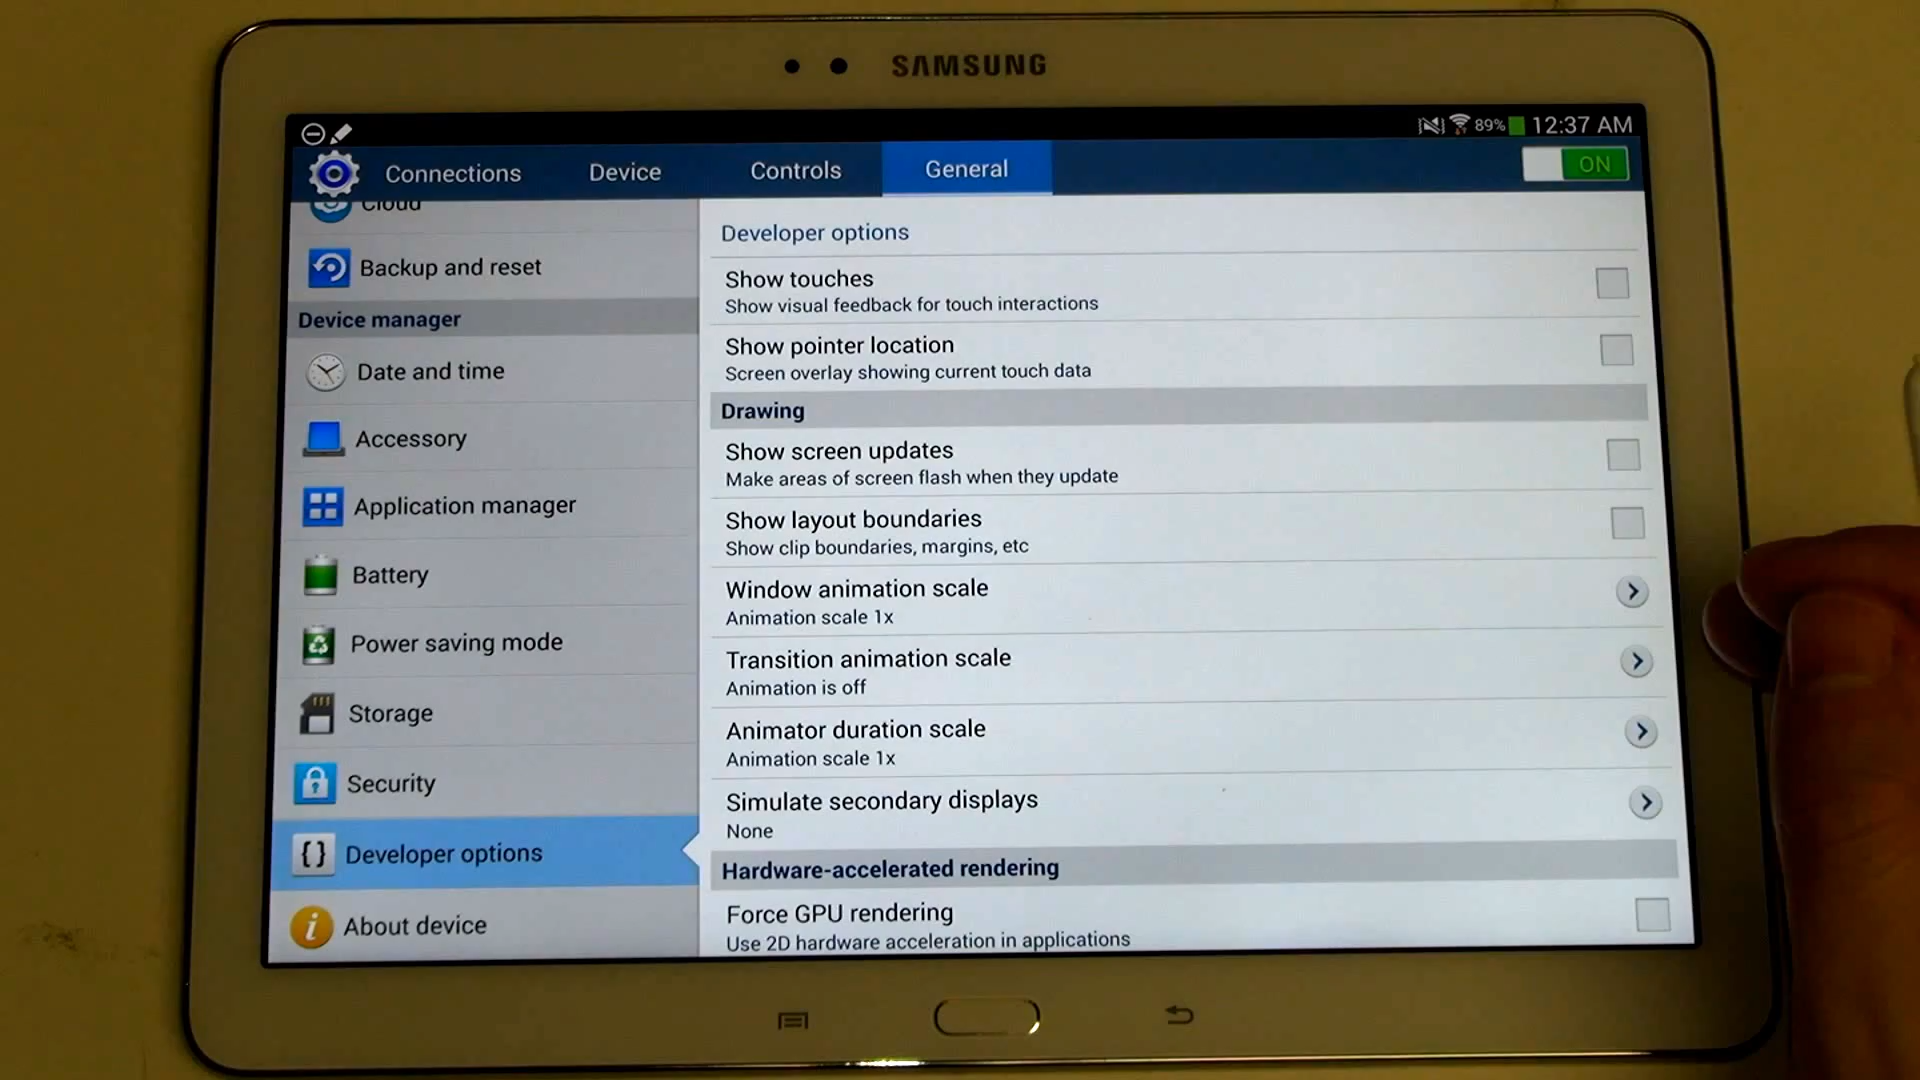 SAMSUNG
89% 12:37 AM
Connections Device Controls General ON
Cloud
Backup and reset
Device manager
Date and time
Accessory
Application manager
Battery
Power saving mode
Storage
Security
Developer options
About device
Developer options
Show touches
Show visual feedback for touch interactions
Show pointer location
Screen overlay showing current touch data
Drawing
Show screen updates
Make areas of screen flash when they update
Show layout boundaries
Show clip boundaries, margins, etc
Window animation scale
Animation scale 1x
Transition animation scale
Animation is off
Animator duration scale
Animation scale 1x
Simulate secondary displays
None
Hardware-accelerated rendering
Force GPU rendering
Use 2D hardware acceleration in applications